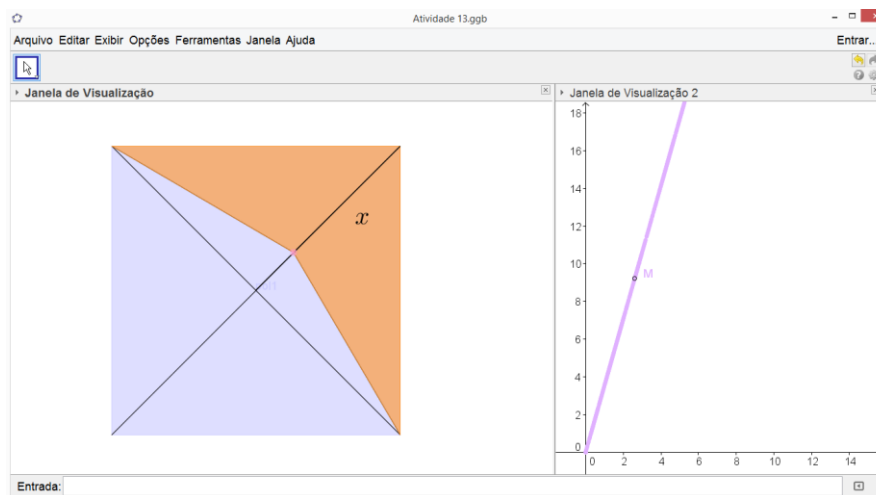 Atividade 13.ggb
Arquivo Editar Exibir Opções Ferramentas Janela Ajuda
Entrar...
Janela de Visualização
Janela de Visualização 2
x
18
16
14
12
10
8
6
4
2
0
M
0 2 4 6 8 10 12 14
Entrada: